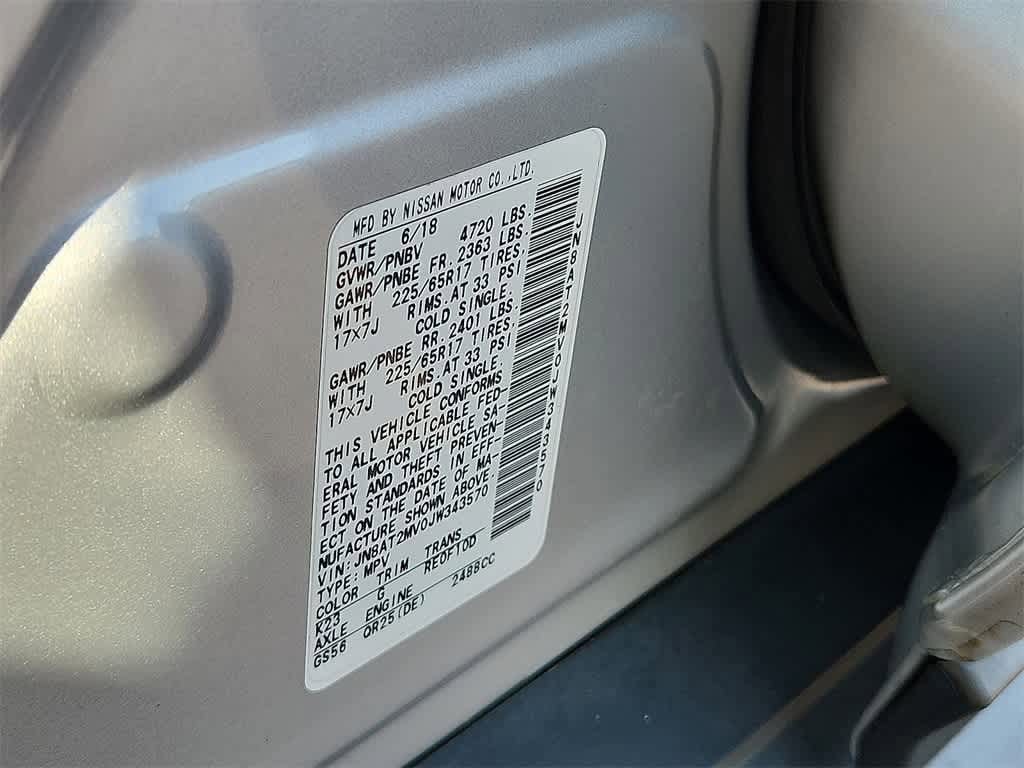 MFD BY NISSAN MOTOR CO.,LTD.
DATE 6/18
GVWR/PNBV 4720 LBS.
GAWR/PNBE FR. 2363 LBS.
WITH 225/65R17 TIRES.
17×7J RIMS. AT 33 PSI
COLD SINGLE.
GAWR/PNBE RR. 2401 LBS.
WITH 225/65R17 TIRES.
17×7J RIMS. AT 33 PSI
COLD SINGLE.
THIS VEHICLE CONFORMS
TO ALL APPLICABLE FED-
ERAL MOTOR VEHICLE SA-
FETY AND THEFT PREVEN-
TION STANDARDS IN EFF-
ECT ON THE DATE OF MA-
NUFACTURE SHOWN ABOVE.
VIN: JN8AT2MV0JW343570
TYPE: MPV
COLOR TRIM TRANS
K23 G RE0F10D
AXLE ENGINE 2488CC
GS56 QR25(DE)
JN8AT2MV0JW343570